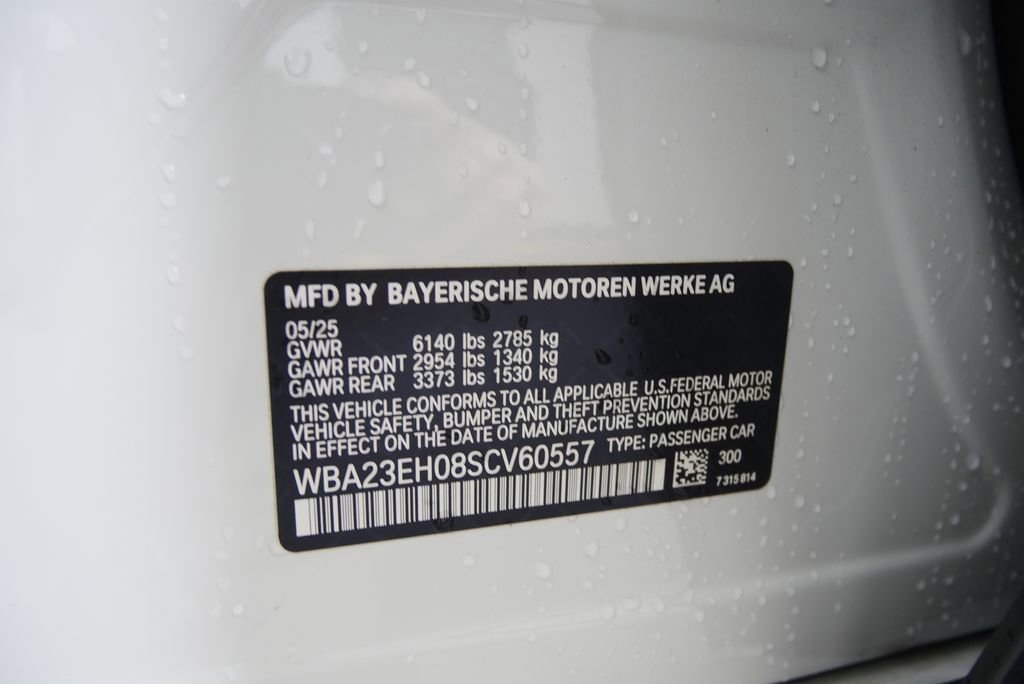 MFD BY BAYERISCHE MOTOREN WERKE AG
05/25
GVWR 6140 lbs 2785 kg
GAWR FRONT 2954 lbs 1340 kg
GAWR REAR 3373 lbs 1530 kg
THIS VEHICLE CONFORMS TO ALL APPLICABLE U.S.FEDERAL MOTOR
VEHICLE SAFETY, BUMPER AND THEFT PREVENTION STANDARDS
IN EFFECT ON THE DATE OF MANUFACTURE SHOWN ABOVE.
WBA23EH08SCV60557 TYPE: PASSENGER CAR
300
7 315 814